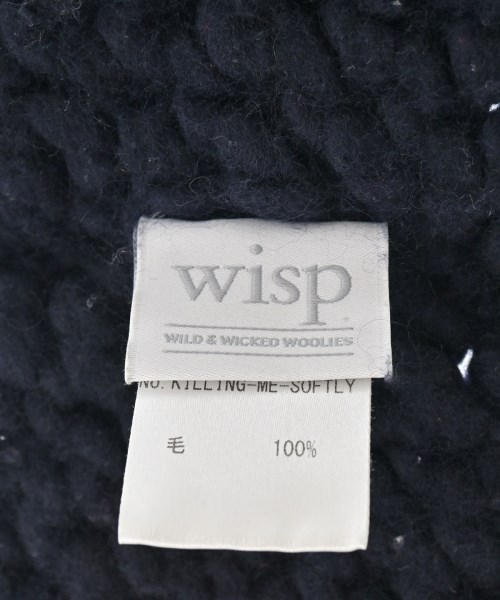 wisp
WILD & WICKED WOOLIES
NO. KILLING-ME-SOFTLY
毛 100%